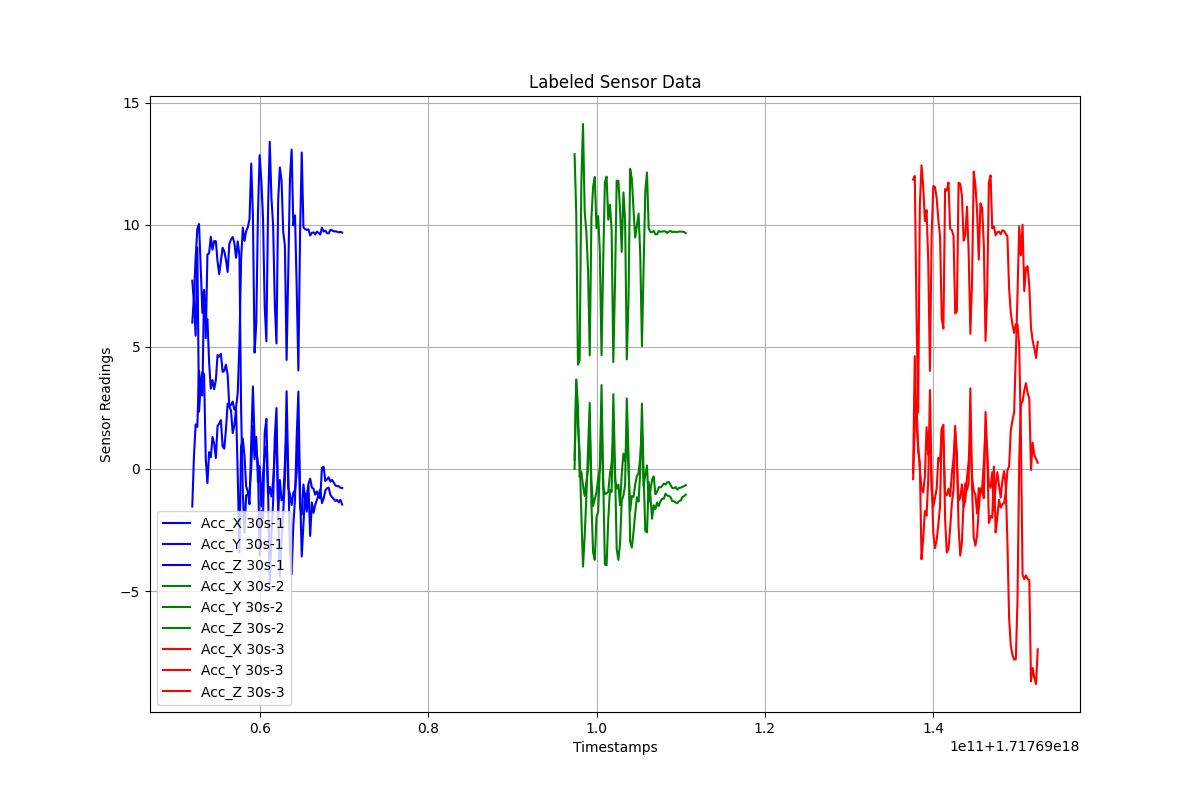 Labeled Sensor Data
15
10
5
0
−5
Sensor Readings
Acc_X 30s-1
Acc_Y 30s-1
Acc_Z 30s-1
Acc_X 30s-2
Acc_Y 30s-2
Acc_Z 30s-2
Acc_X 30s-3
Acc_Y 30s-3
Acc_Z 30s-3
0.6 0.8 1.0 1.2 1.4
Timestamps
1e11+1.71769e18